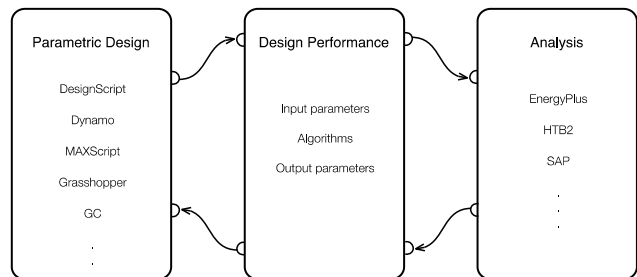 Parametric Design
DesignScript
Dynamo
MAXScript
Grasshopper
GC
.
.
Design Performance
Input parameters
Algorithms
Output parameters
Analysis
EnergyPlus
HTB2
SAP
.
.
.